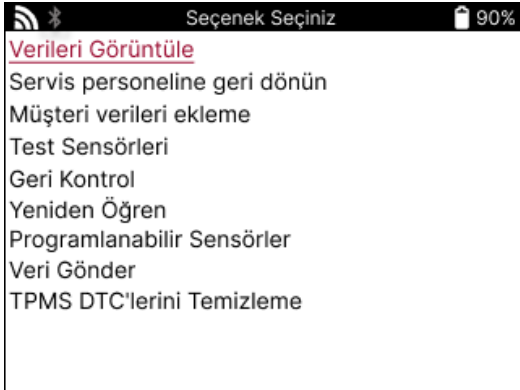 Seçenek Seçiniz 90%
Verileri Görüntüle
Servis personeline geri dönün
Müşteri verileri ekleme
Test Sensörleri
Geri Kontrol
Yeniden Öğren
Programlanabilir Sensörler
Veri Gönder
TPMS DTC'lerini Temizleme